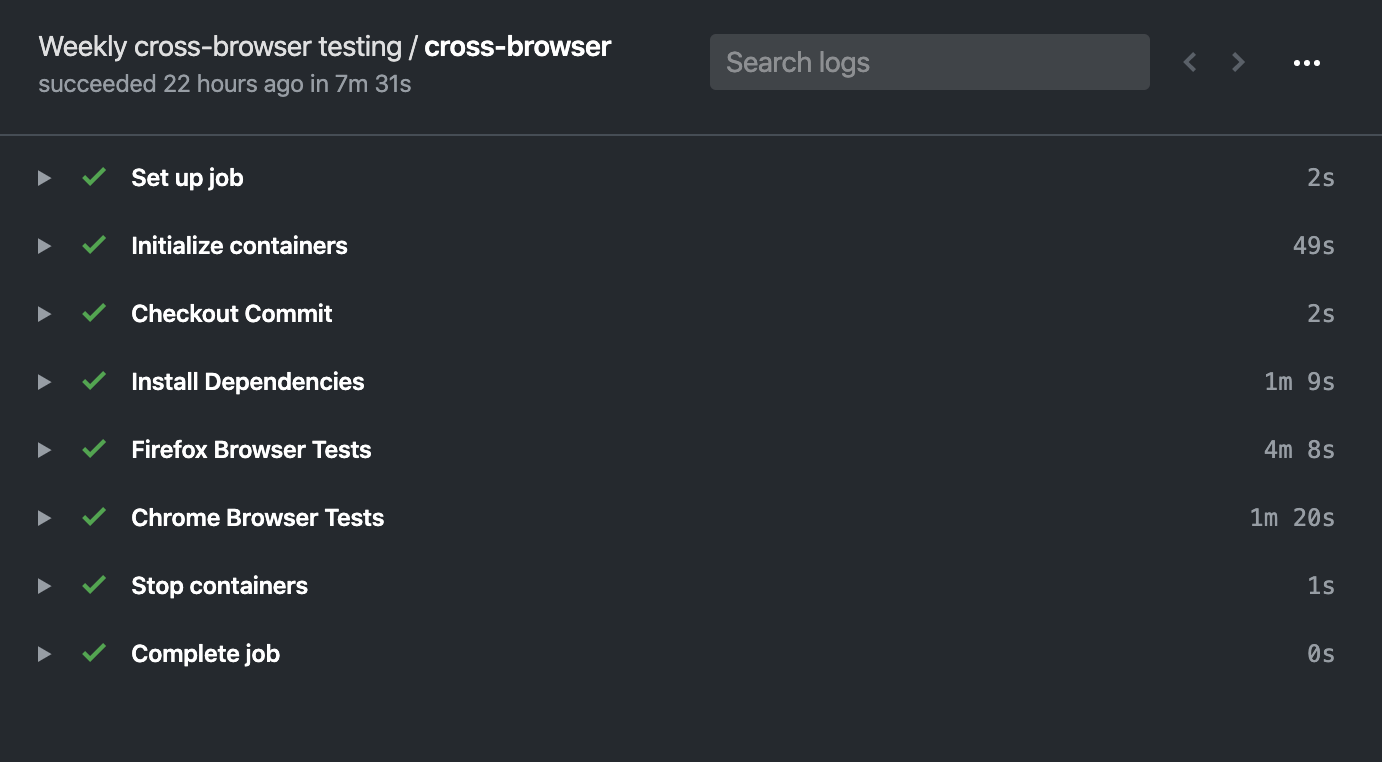 Weekly cross-browser testing / cross-browser
succeeded 22 hours ago in 7m 31s
Search logs
Set up job 2s
Initialize containers 49s
Checkout Commit 2s
Install Dependencies 1m 9s
Firefox Browser Tests 4m 8s
Chrome Browser Tests 1m 20s
Stop containers 1s
Complete job 0s